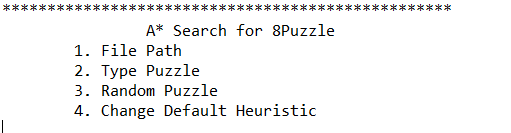 **************************************************
A* Search for 8Puzzle
1. File Path
2. Type Puzzle
3. Random Puzzle
4. Change Default Heuristic